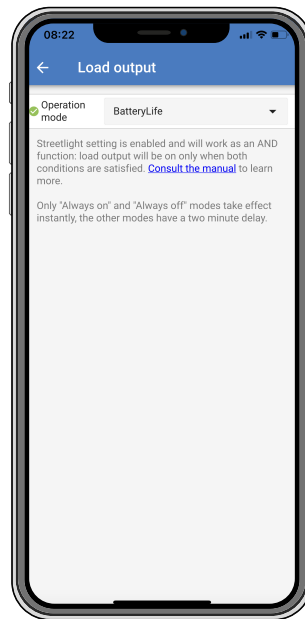 08:22
Load output
Operation
mode
BatteryLife
Streetlight setting is enabled and will work as an AND
function: load output will be on only when both
conditions are satisfied. Consult the manual to learn
more.
Only "Always on" and "Always off" modes take effect
instantly, the other modes have a two minute delay.